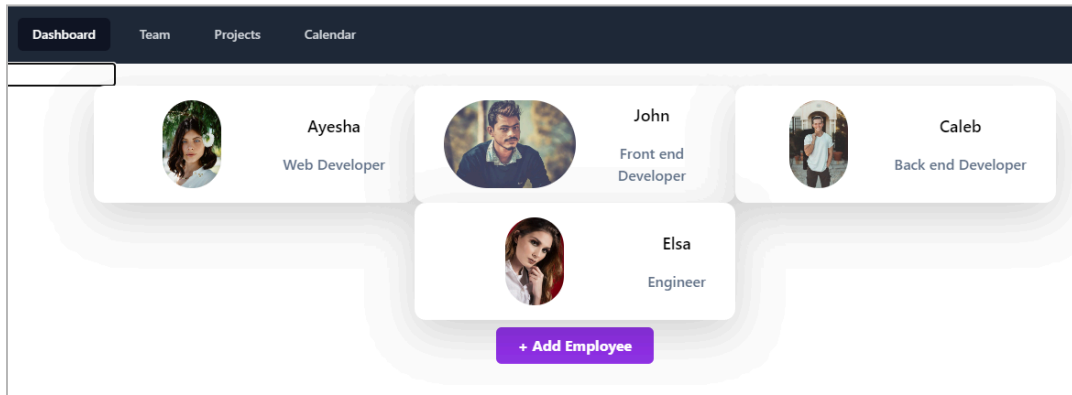 Dashboard Team Projects Calendar
Ayesha
Web Developer
John
Front end
Developer
Caleb
Back end Developer
Elsa
Engineer
+ Add Employee